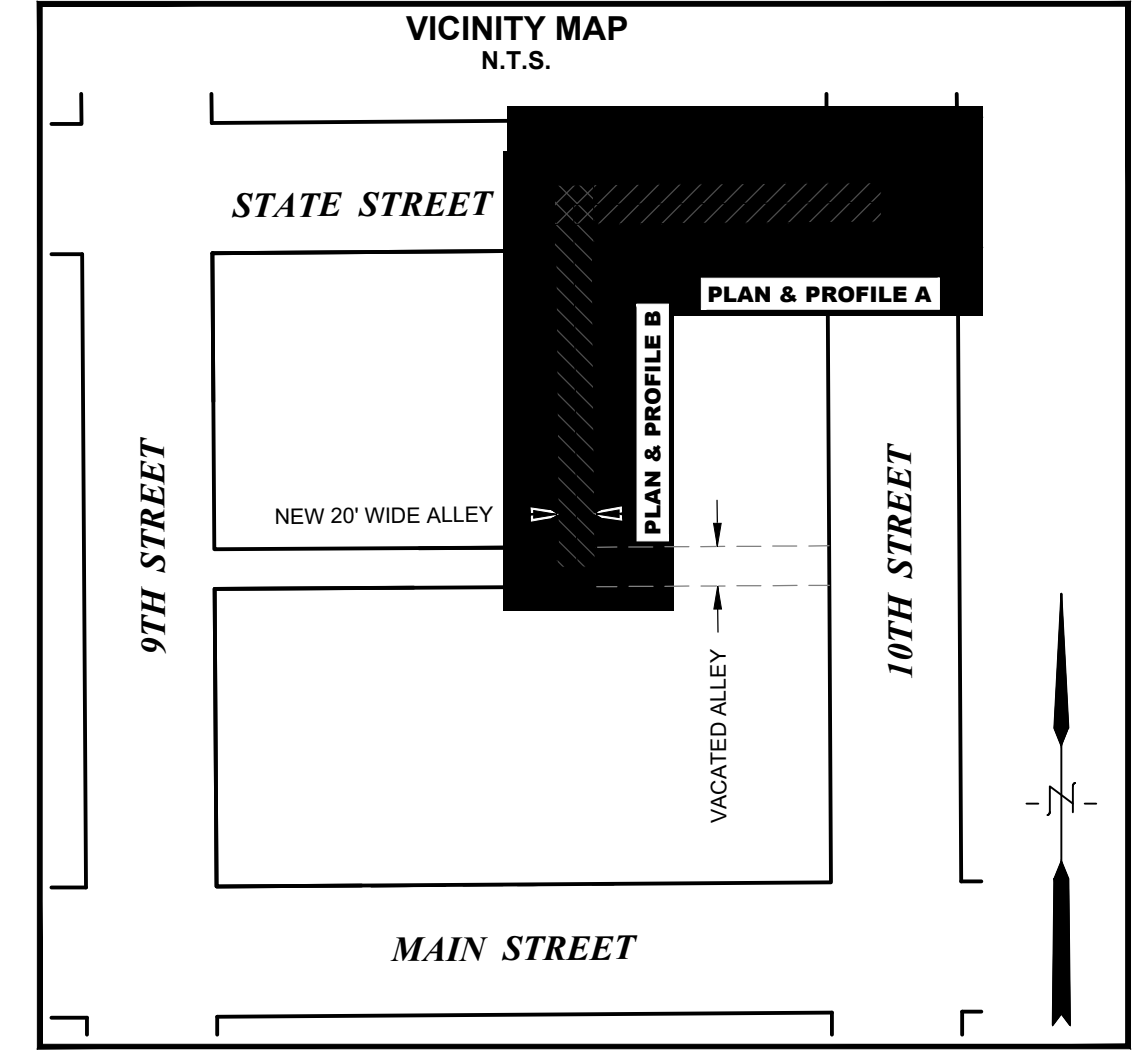 VICINITY MAP
N.T.S.
STATE STREET
PLAN & PROFILE A
PLAN & PROFILE B
9TH STREET
10TH STREET
NEW 20' WIDE ALLEY
VACATED ALLEY
N
MAIN STREET